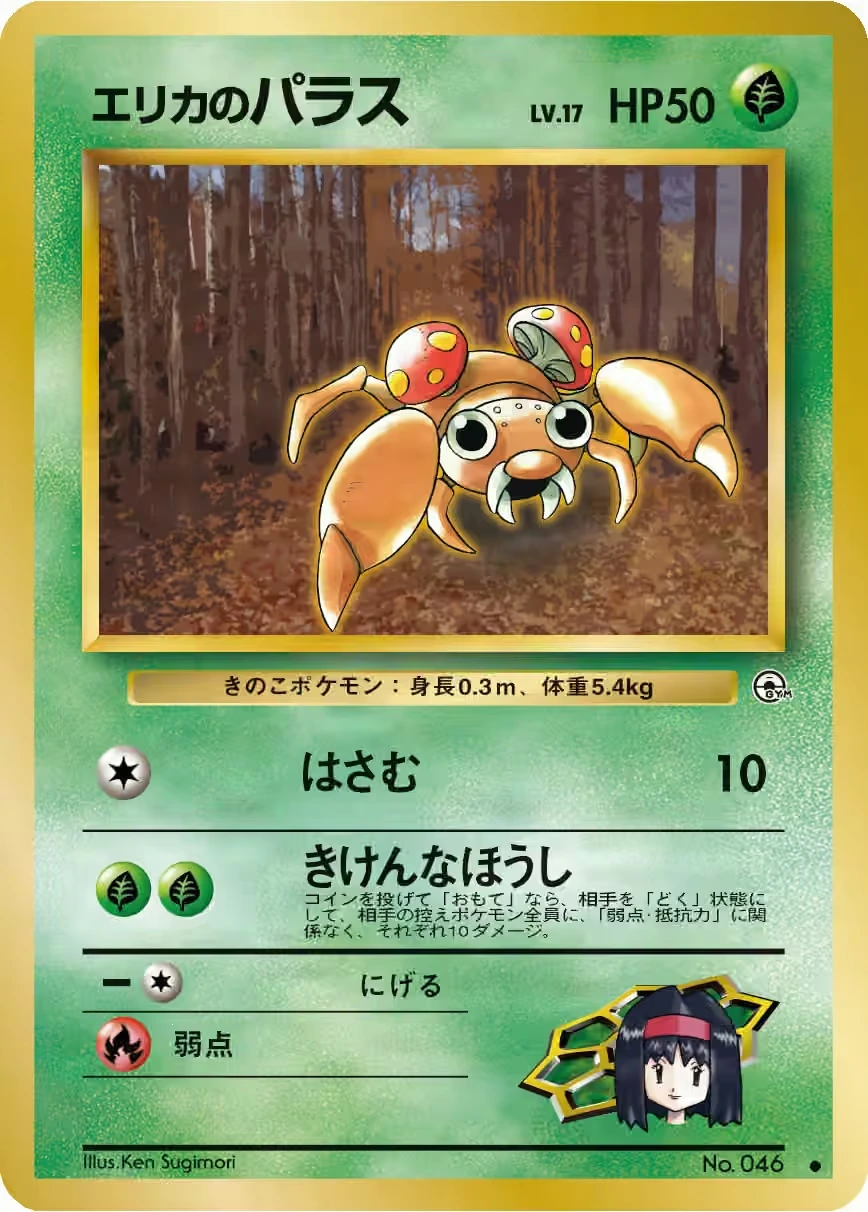 エリカのパラス LV.17 HP50
きのこポケモン：身長0.3m、体重5.4kg
GYM
はさむ 10
きけんなほうし
コインを投げて「おもて」なら、相手を「どく」状態に
して、相手の控えポケモン全員に、「弱点・抵抗力」に関
係なく、それぞれ10ダメージ。
ー にげる
弱点
Illus.Ken Sugimori No. 046